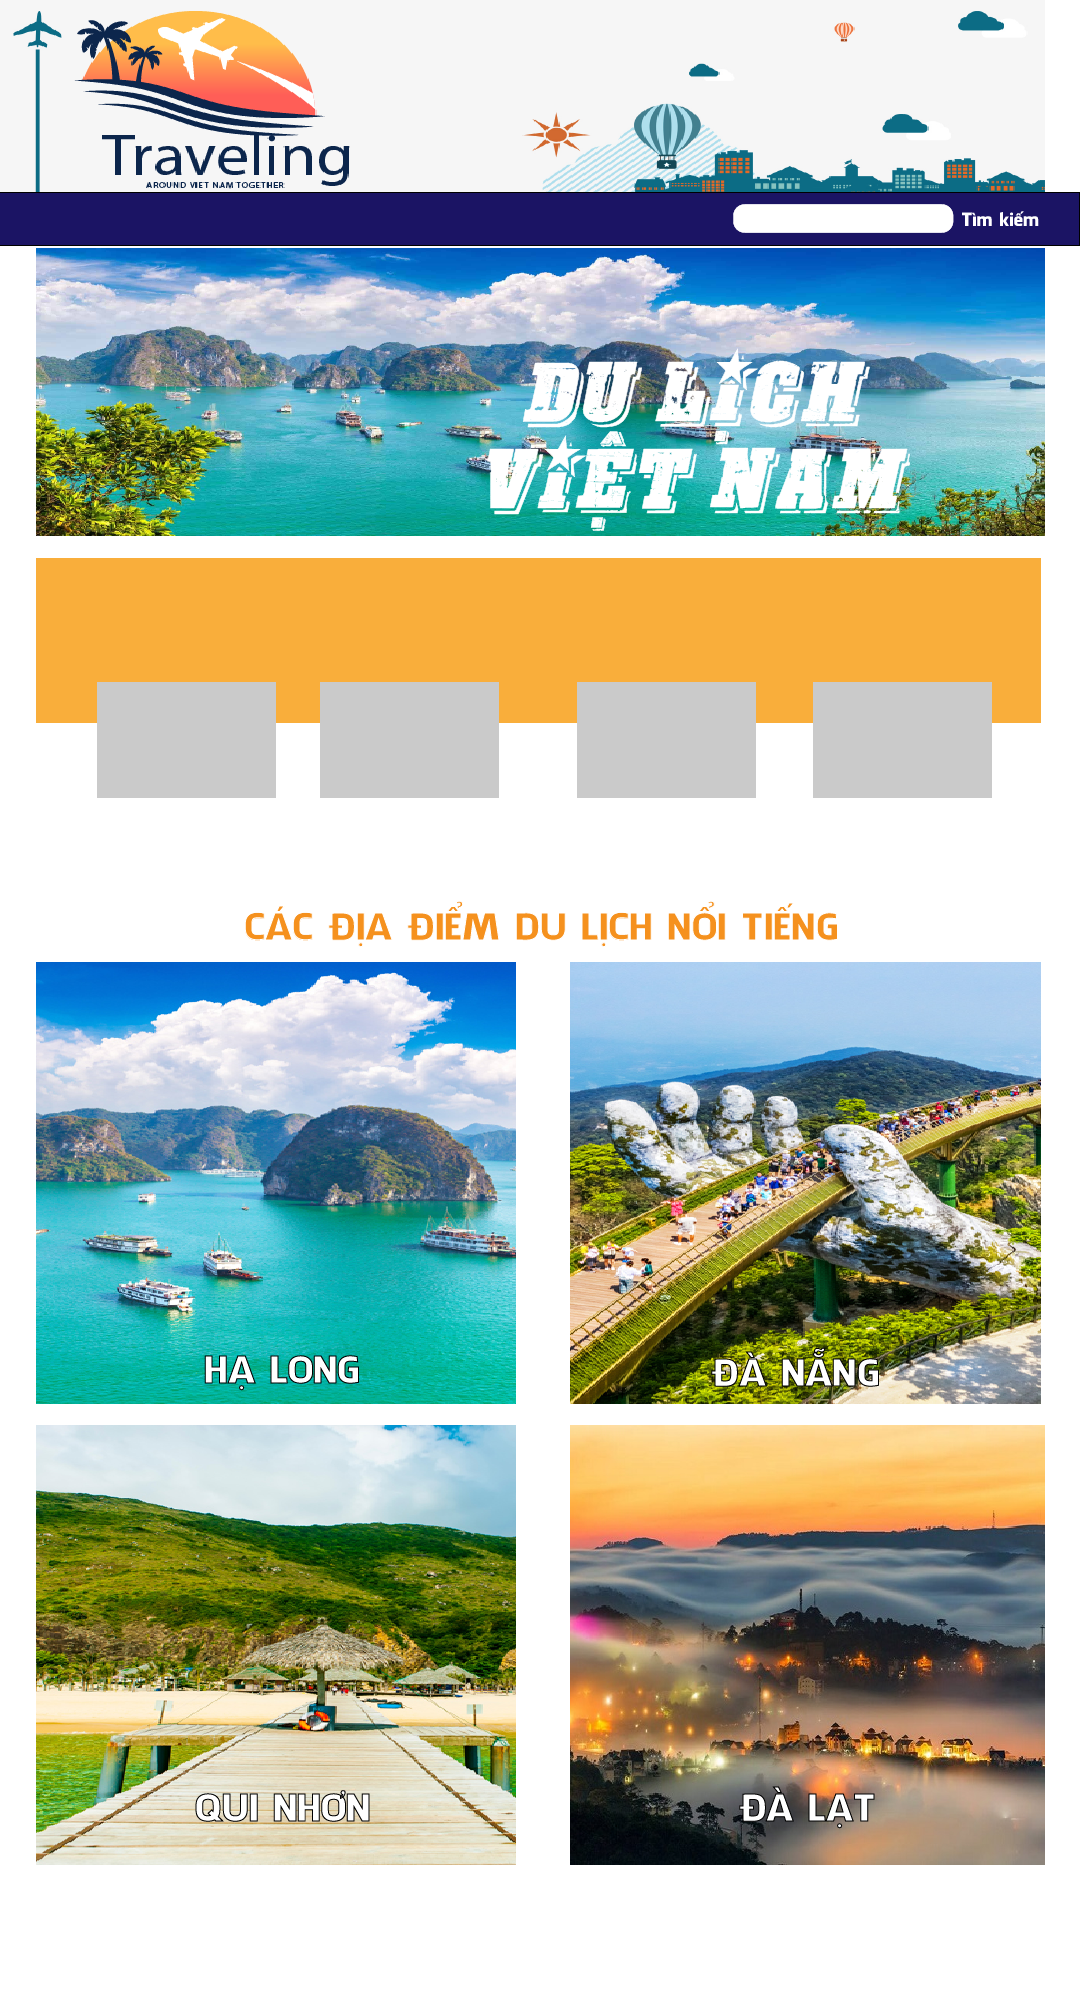 Traveling
AROUND VIET NAM TOGETHER
Tìm kiếm
DU LỊCH
VIỆT NAM
CÁC ĐỊA ĐIỂM DU LỊCH NỔI TIẾNG
HẠ LONG
ĐÀ NẴNG
QUI NHƠN
ĐÀ LẠT